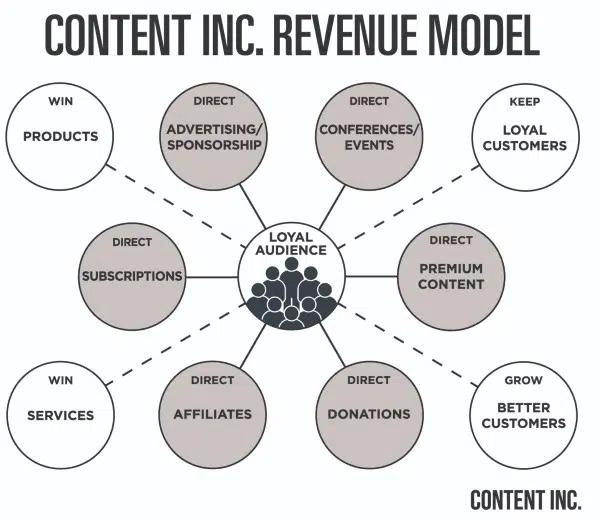 CONTENT INC. REVENUE MODEL
WIN
PRODUCTS
DIRECT
ADVERTISING/
SPONSORSHIP
DIRECT
CONFERENCES/
EVENTS
KEEP
LOYAL
CUSTOMERS
DIRECT
SUBSCRIPTIONS
LOYAL
AUDIENCE
DIRECT
PREMIUM
CONTENT
WIN
SERVICES
DIRECT
AFFILIATES
DIRECT
DONATIONS
GROW
BETTER
CUSTOMERS
CONTENT INC.